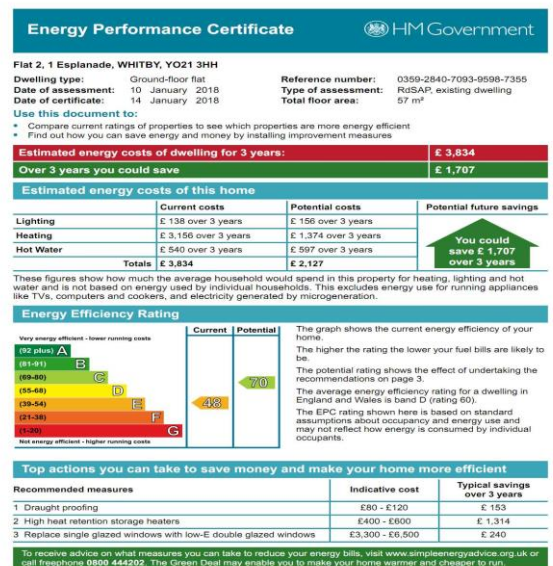 Energy Performance Certificate
HM Government
Flat 2, 1 Esplanade, WHITBY, YO21 3HH
Dwelling type: Ground-floor flat
Date of assessment: 10 January 2018
Date of certificate: 14 January 2018
Reference number: 0359-2840-7093-9598-7355
Type of assessment: RdSAP, existing dwelling
Total floor area: 57 m²
Use this document to:
• Compare current ratings of properties to see which properties are more energy efficient
• Find out how you can save energy and money by installing improvement measures
Estimated energy costs of dwelling for 3 years: £ 3,834
Over 3 years you could save £ 1,707
Estimated energy costs of this home
Current costs Potential costs Potential future savings
Lighting £ 138 over 3 years £ 156 over 3 years
Heating £ 3,156 over 3 years £ 1,374 over 3 years
Hot Water £ 540 over 3 years £ 597 over 3 years
Totals £ 3,834 £ 2,127
You could
save £ 1,707
over 3 years
These figures show how much the average household would spend in this property for heating, lighting and hot
water and is not based on energy used by individual households. This excludes energy use for running appliances
like TVs, computers and cookers, and electricity generated by microgeneration.
Energy Efficiency Rating
Current Potential
Very energy efficient - lower running costs
(92 plus) A
(81-91) B
(69-80) C
(55-68) D
(39-54) E
(21-38) F
(1-20) G
Not energy efficient - higher running costs
48
70
The graph shows the current energy efficiency of your
home.
The higher the rating the lower your fuel bills are likely to
be.
The potential rating shows the effect of undertaking the
recommendations on page 3.
The average energy efficiency rating for a dwelling in
England and Wales is band D (rating 60).
The EPC rating shown here is based on standard
assumptions about occupancy and energy use and
may not reflect how energy is consumed by individual
occupants.
Top actions you can take to save money and make your home more efficient
Recommended measures Indicative cost Typical savings
over 3 years
1 Draught proofing £80 - £120 £ 153
2 High heat retention storage heaters £400 - £600 £ 1,314
3 Replace single glazed windows with low-E double glazed windows £3,300 - £6,500 £ 240
To receive advice on what measures you can take to reduce your energy bills, visit www.simpleenergyadvice.org.uk or
call freephone 0800 444202. The Green Deal may enable you to make your home warmer and cheaper to run.